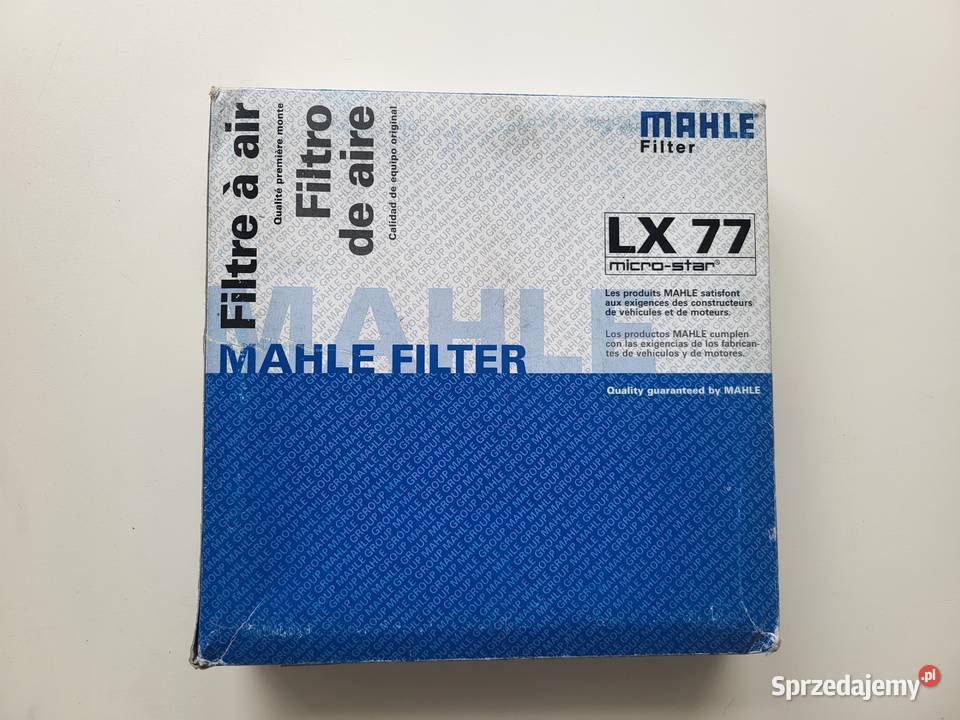 Filtre à air
Qualité première monte
Filtro
de aire
Calidad de equipo original
MAHLE
Filter
LX 77
micro-star®
Les produits MAHLE satisfont
aux exigences des constructeurs
de véhicules et de moteurs.
Los productos MAHLE cumplen
con las exigencias de los fabrican-
tes de vehículos y de motores.
MAHLE
MAHLE FILTER
Quality guaranteed by MAHLE
Sprzedajemy.pl